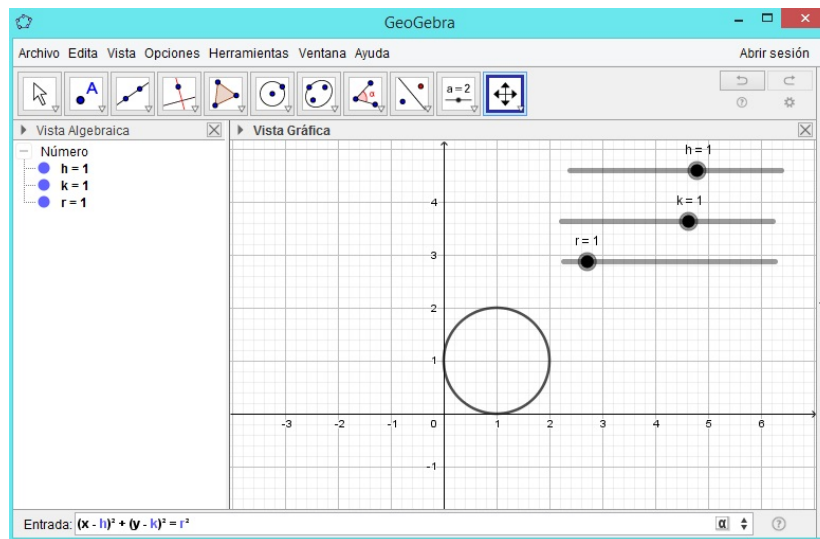 GeoGebra
Archivo Edita Vista Opciones Herramientas Ventana Ayuda
Abrir sesión
A
α
a = 2
Vista Algebraica
Vista Gráfica
Número
h = 1
k = 1
r = 1
h = 1
k = 1
r = 1
4
3
2
1
-3 -2 -1 0 1 2 3 4 5 6
-1
Entrada: (x - h)² + (y - k)² = r²
α